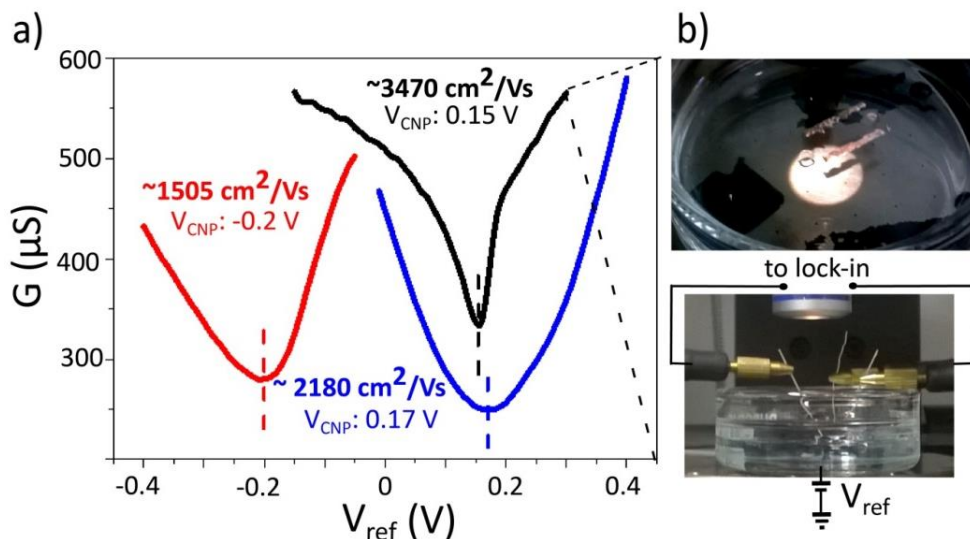 a)
b)
600
500
400
300
G (μS)
~3470 cm²/Vs
V_CNP: 0.15 V
~1505 cm²/Vs
V_CNP: -0.2 V
~ 2180 cm²/Vs
V_CNP: 0.17 V
-0.4
-0.2
0
0.2
0.4
V_ref (V)
to lock-in
V_ref